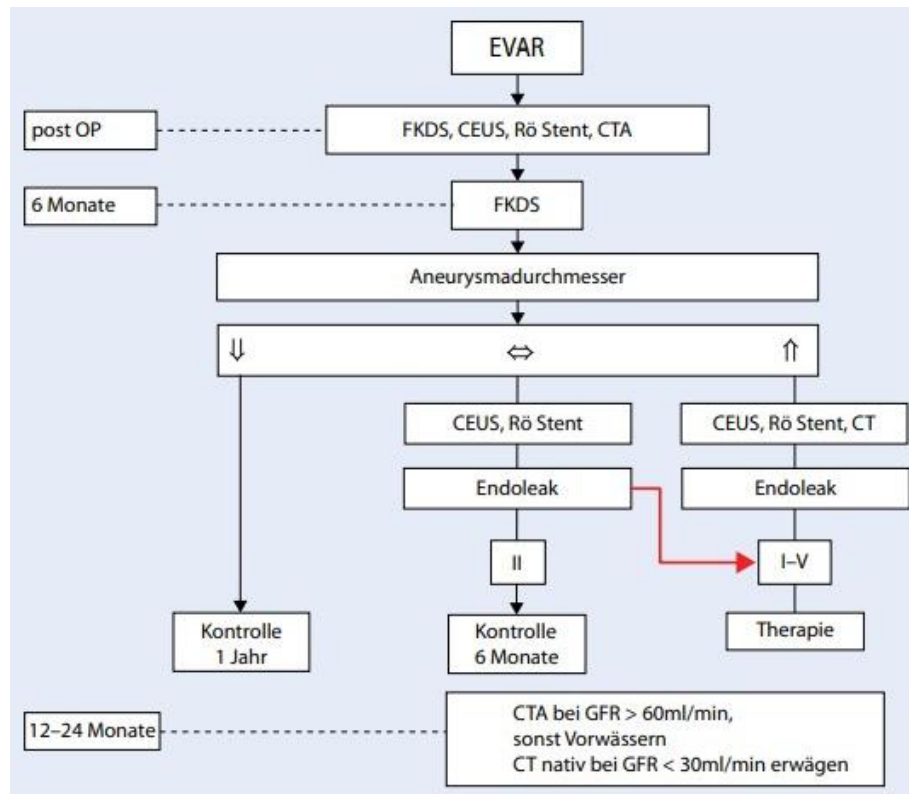 EVAR
post OP
FKDS, CEUS, Rö Stent, CTA
6 Monate
FKDS
Aneurysmadurchmesser
⇓ ⇔ ⇑
CEUS, Rö Stent
CEUS, Rö Stent, CT
Endoleak
Endoleak
II
I–V
Kontrolle
1 Jahr
Kontrolle
6 Monate
Therapie
12–24 Monate
CTA bei GFR > 60ml/min,
sonst Vorwässern
CT nativ bei GFR < 30ml/min erwägen